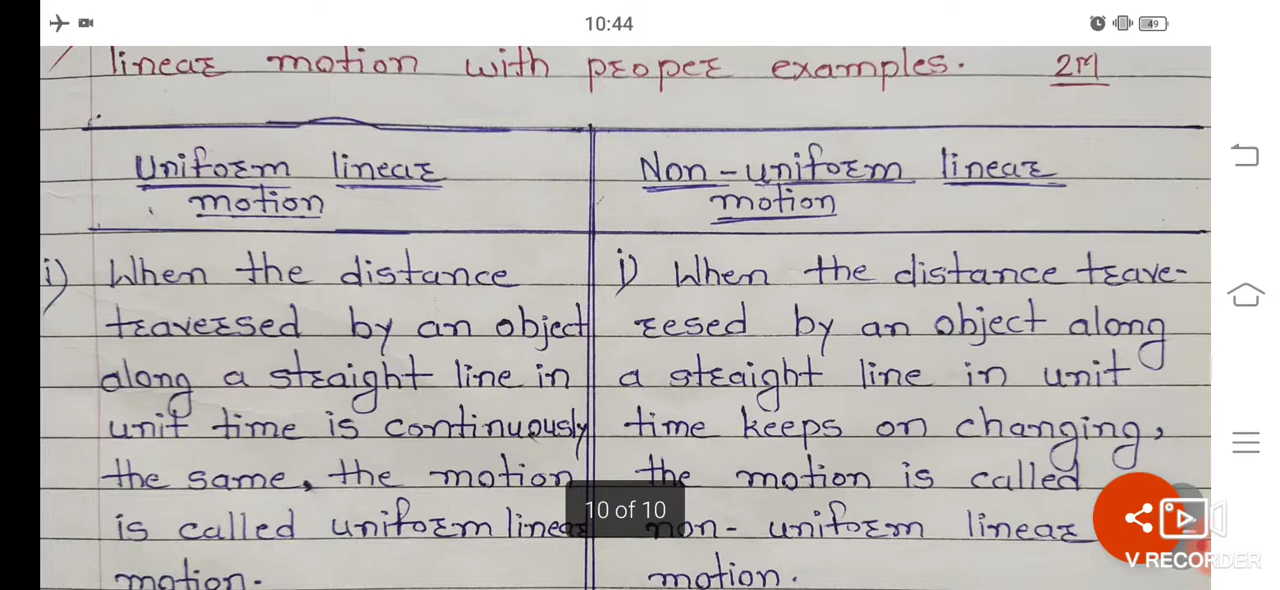 10:44
49
linear motion with proper examples. 2M
Uniform linear
motion
Non-uniform linear
motion
i) When the distance
traversed by an object
along a straight line in
unit time is continuously
the same, the motion
is called uniform linear
motion.
i) When the distance trave-
resed by an object along
a straight line in unit
time keeps on changing,
the motion is called
non-uniform linear
motion.
10 of 10
V RECORDER